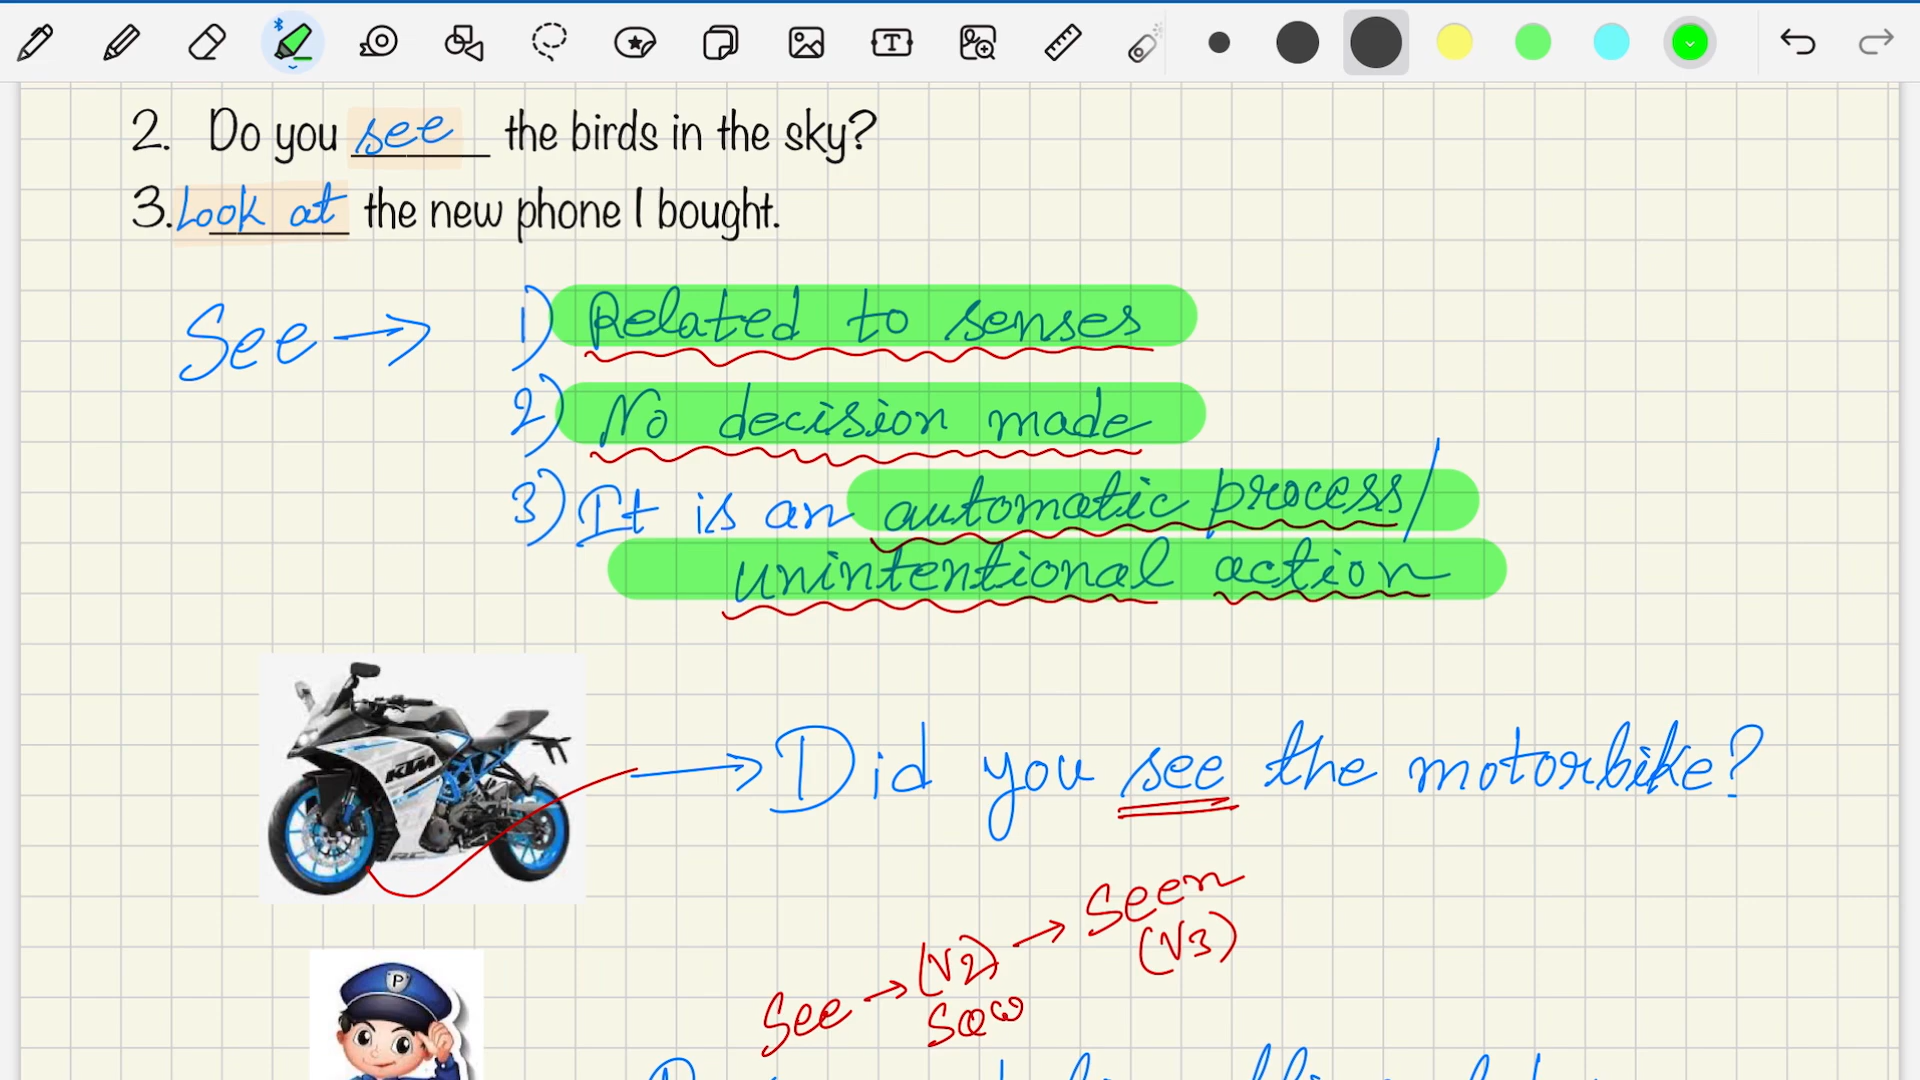 2. Do you see the birds in the sky?
3. Look at the new phone I bought.
See → 1) Related to senses
2) No decision made
3) It is an automatic process/
unintentional action
KTM
RC
→ Did you see the motorbike?
See → (V2) → Seen
Saw (V3)
P